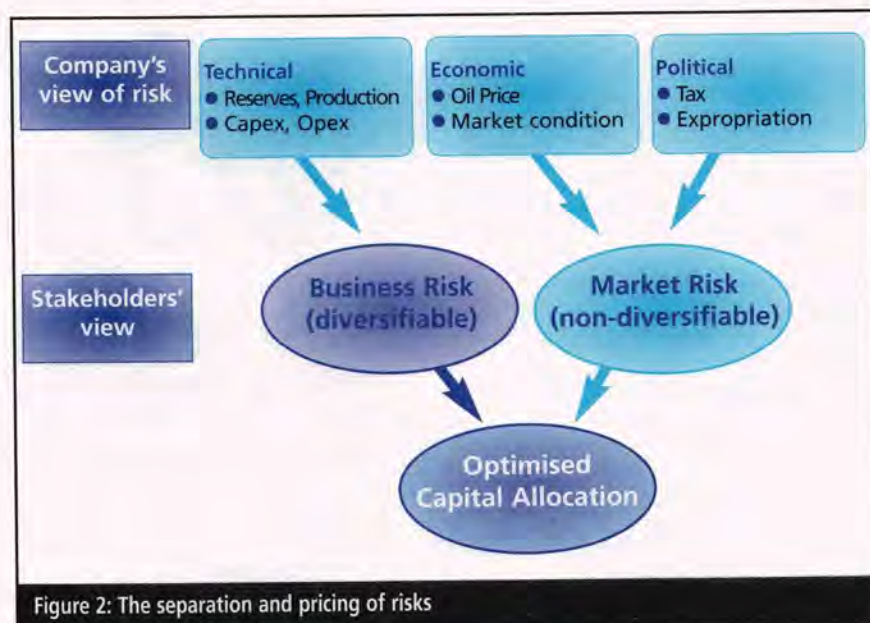 Company's
view of risk
Technical
● Reserves, Production
● Capex, Opex
Economic
● Oil Price
● Market condition
Political
● Tax
● Expropriation
Stakeholders'
view
Business Risk
(diversifiable)
Market Risk
(non-diversifiable)
Optimised
Capital Allocation
Figure 2: The separation and pricing of risks